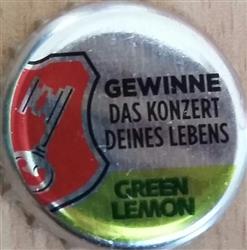 GEWINNE
DAS KONZERT
DEINES LEBENS
GREEN
LEMON